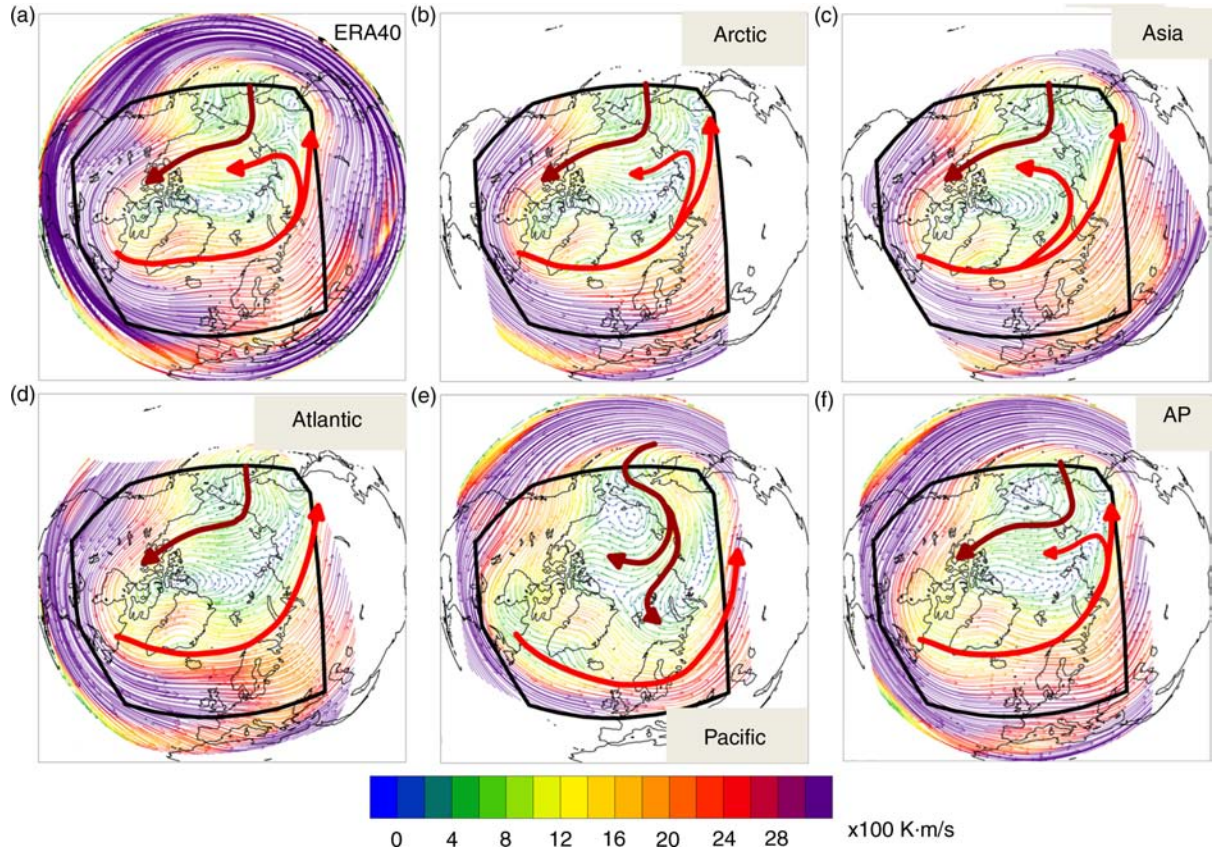 (a)
ERA40
(b)
Arctic
(c)
Asia
(d)
Atlantic
(e)
Pacific
(f)
AP
0 4 8 12 16 20 24 28
x100 K·m/s